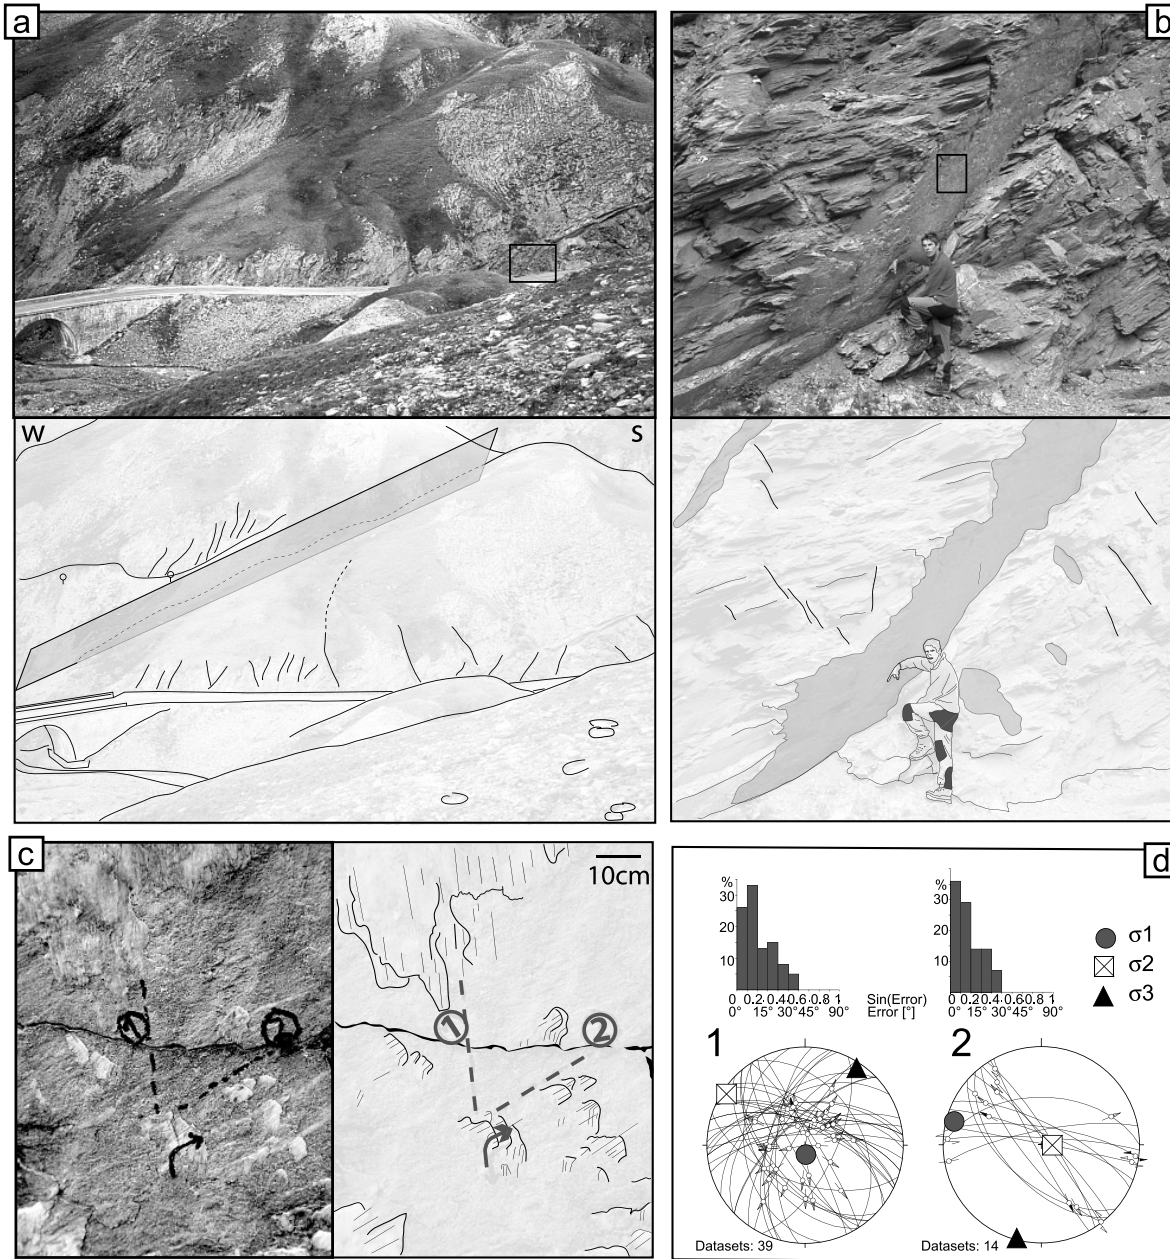 a
b
W
S
c
1
2
10cm
1
2
d
%
30
20
10
0 0.2 0.4 0.6 0.8 1
0° 15° 30° 45° 90°
Sin(Error)
Error [°]
%
30
20
10
0 0.2 0.4 0.6 0.8 1
0° 15° 30° 45° 90°
σ1
σ2
σ3
1
2
Datasets: 39
Datasets: 14